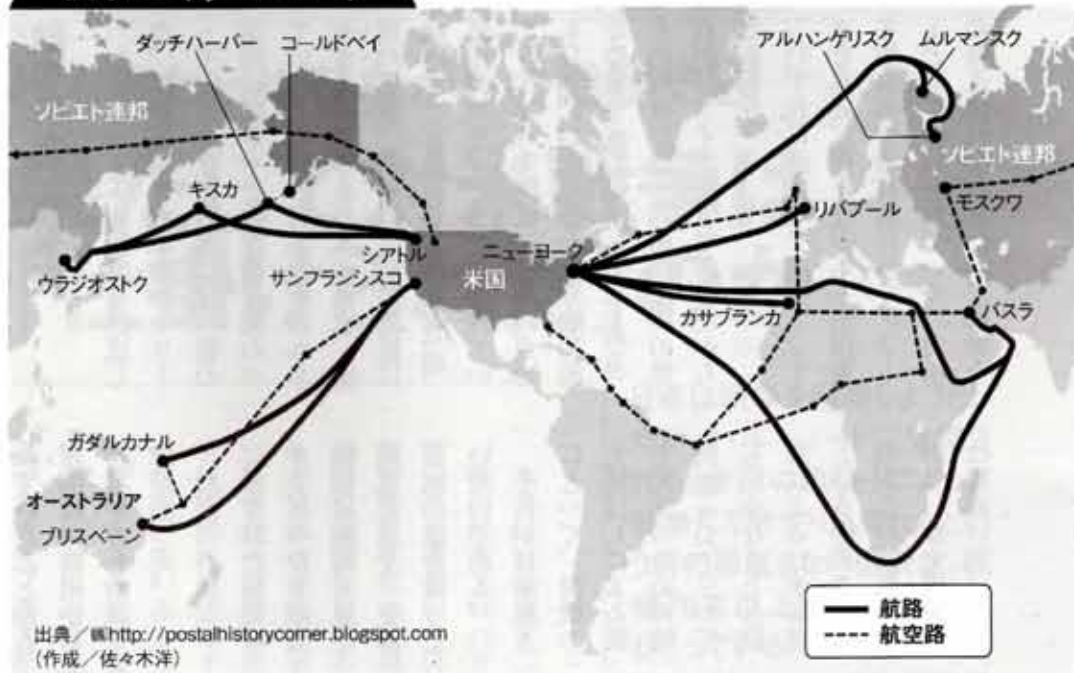 ダッチハーバー
コールドベイ
アルハンゲリスク
ムルマンスク
ソビエト連邦
ソビエト連邦
キスカ
モスクワ
リバプール
ウラジオストク
シアトル
ニューヨーク
サンフランシスコ
米国
カサブランカ
バスラ
ガダルカナル
オーストラリア
ブリスベーン
航路
航空路
出典／http://postalhistorycorner.blogspot.com
(作成／佐々木洋)